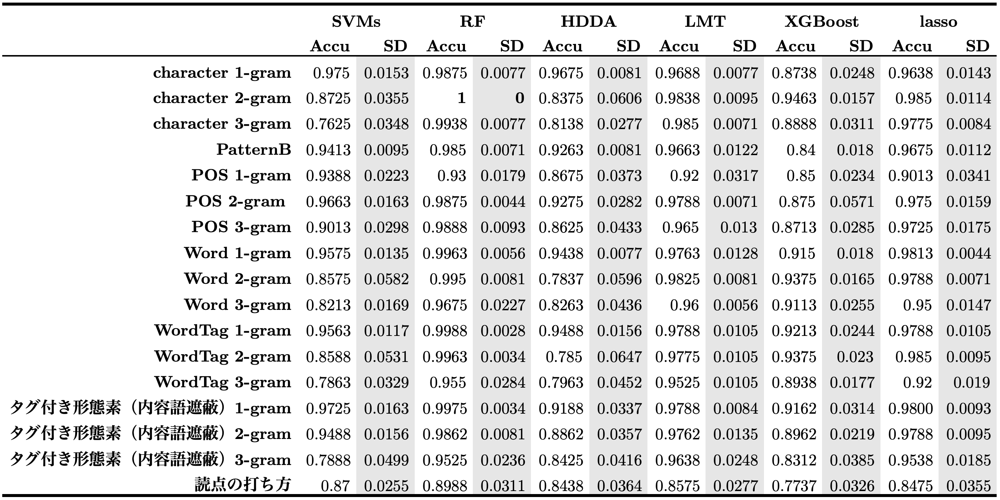 SVMs RF HDDA LMT XGBoost lasso
Accu SD Accu SD Accu SD Accu SD Accu SD Accu SD
character 1-gram 0.975 0.0153 0.9875 0.0077 0.9675 0.0081 0.9688 0.0077 0.8738 0.0248 0.9638 0.0143
character 2-gram 0.8725 0.0355 1 0 0.8375 0.0606 0.9838 0.0095 0.9463 0.0157 0.985 0.0114
character 3-gram 0.7625 0.0348 0.9938 0.0077 0.8138 0.0277 0.985 0.0071 0.8888 0.0311 0.9775 0.0084
PatternB 0.9413 0.0095 0.985 0.0071 0.9263 0.0081 0.9663 0.0122 0.84 0.018 0.9675 0.0112
POS 1-gram 0.9388 0.0223 0.93 0.0179 0.8675 0.0373 0.92 0.0317 0.85 0.0234 0.9013 0.0341
POS 2-gram 0.9663 0.0163 0.9875 0.0044 0.9275 0.0282 0.9788 0.0071 0.875 0.0571 0.975 0.0159
POS 3-gram 0.9013 0.0298 0.9888 0.0093 0.8625 0.0433 0.965 0.013 0.8713 0.0285 0.9725 0.0175
Word 1-gram 0.9575 0.0135 0.9963 0.0056 0.9438 0.0077 0.9763 0.0128 0.915 0.018 0.9813 0.0044
Word 2-gram 0.8575 0.0582 0.995 0.0081 0.7837 0.0596 0.9825 0.0081 0.9375 0.0165 0.9788 0.0071
Word 3-gram 0.8213 0.0169 0.9675 0.0227 0.8263 0.0436 0.96 0.0056 0.9113 0.0255 0.95 0.0147
WordTag 1-gram 0.9563 0.0117 0.9988 0.0028 0.9488 0.0156 0.9788 0.0105 0.9213 0.0244 0.9788 0.0105
WordTag 2-gram 0.8588 0.0531 0.9963 0.0034 0.785 0.0647 0.9775 0.0105 0.9375 0.023 0.985 0.0095
WordTag 3-gram 0.7863 0.0329 0.955 0.0284 0.7963 0.0452 0.9525 0.0105 0.8938 0.0177 0.92 0.019
タグ付き形態素（内容語遮蔽）1-gram 0.9725 0.0163 0.9975 0.0034 0.9188 0.0337 0.9788 0.0084 0.9162 0.0314 0.9800 0.0093
タグ付き形態素（内容語遮蔽）2-gram 0.9488 0.0156 0.9862 0.0081 0.8862 0.0357 0.9762 0.0135 0.8962 0.0219 0.9788 0.0095
タグ付き形態素（内容語遮蔽）3-gram 0.7888 0.0499 0.9525 0.0236 0.8425 0.0416 0.9638 0.0248 0.8312 0.0385 0.9538 0.0185
読点の打ち方 0.87 0.0255 0.8988 0.0311 0.8438 0.0364 0.8575 0.0277 0.7737 0.0326 0.8475 0.0355